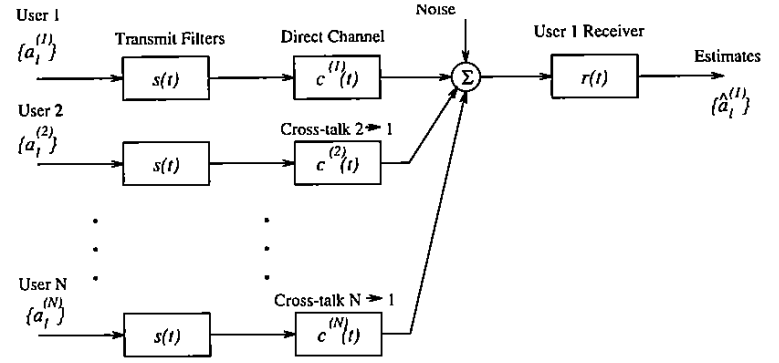 User 1
Noise
{a_l^(1)}
Transmit Filters
Direct Channel
User 1 Receiver
Estimates
s(t)
c^(1)(t)
Σ
r(t)
{â_l^(1)}
User 2
{a_l^(2)}
Cross-talk 2 → 1
s(t)
c^(2)(t)
User N
{a_l^(N)}
Cross-talk N → 1
s(t)
c^(N)(t)